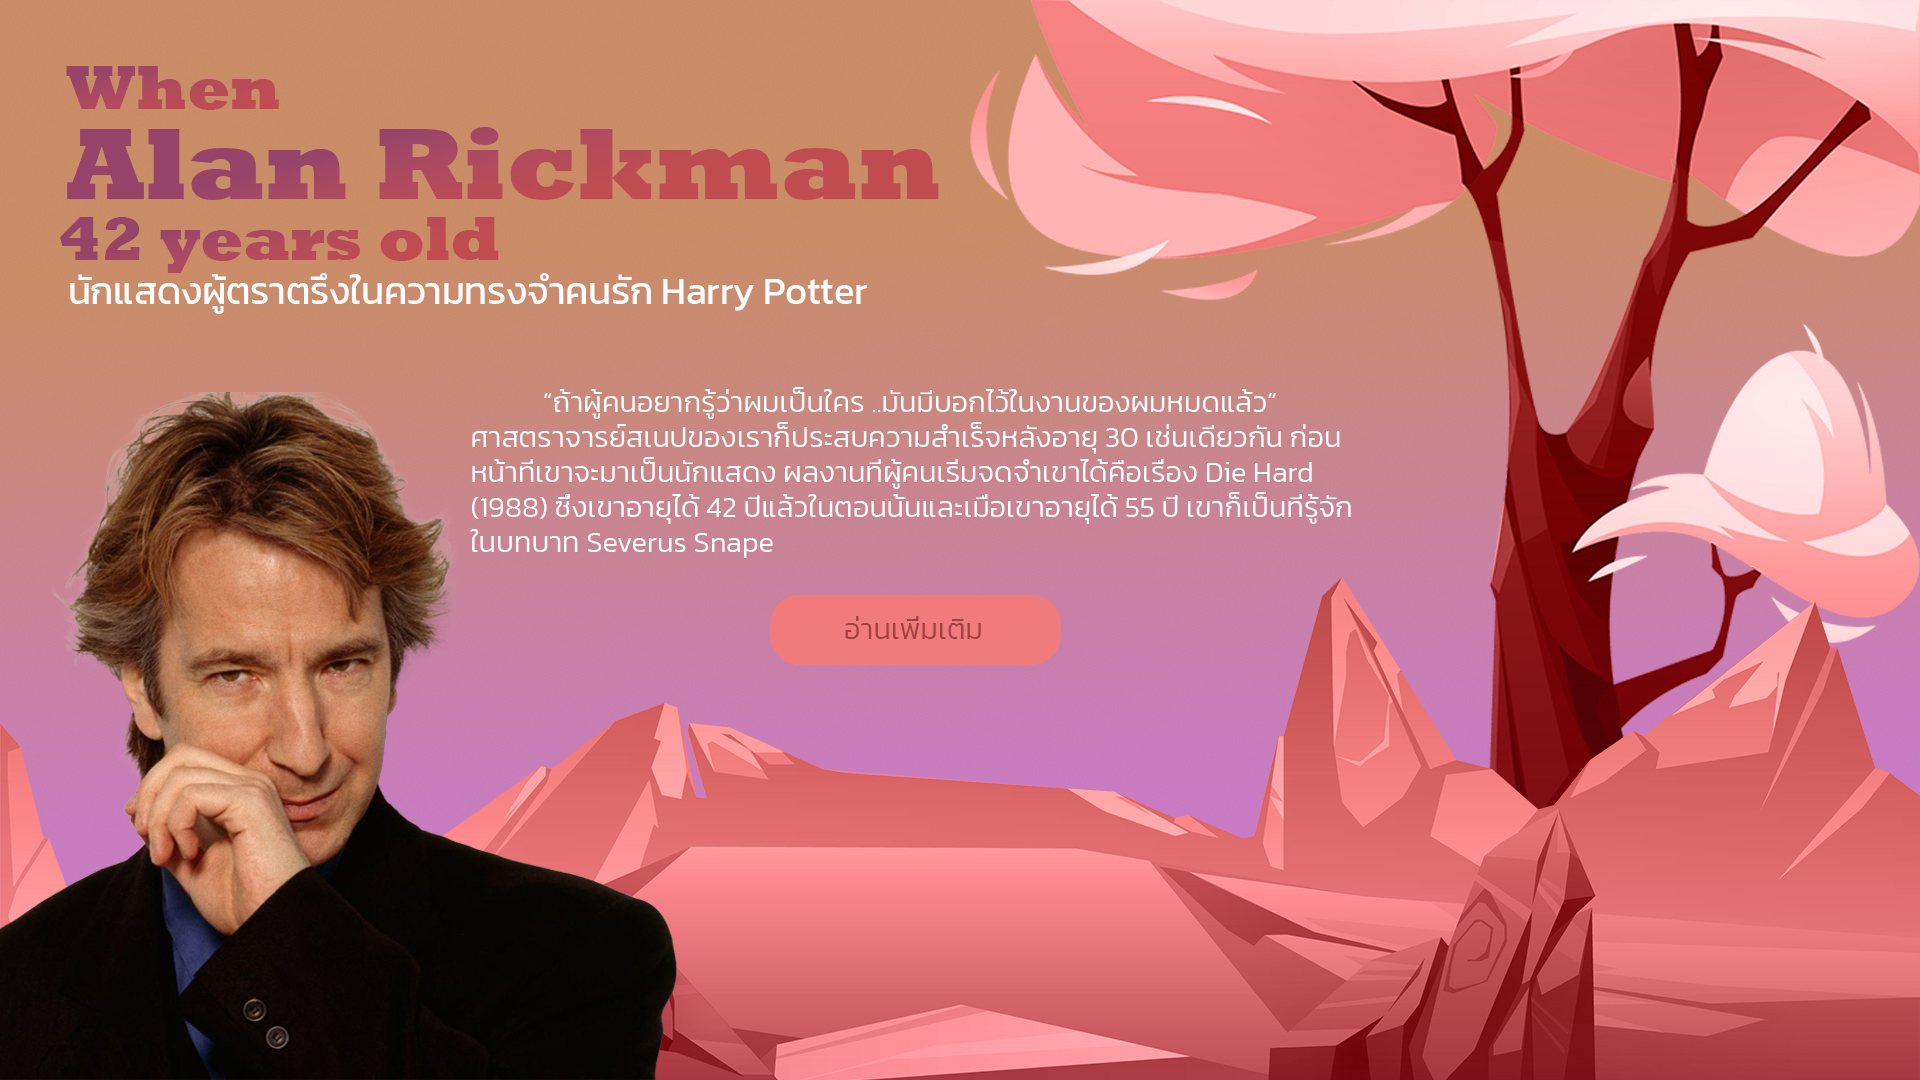 When
Alan Rickman
42 years old
นักแสดงผู้ตราตรึงในความทรงจำคนรัก Harry Potter
“ถ้าผู้คนอยากรู้ว่าผมเป็นใคร ..มันมีบอกไว้ในงานของผมหมดแล้ว”
ศาสตราจารย์สเนปของเราก็ประสบความสำเร็จหลังอายุ 30 เช่นเดียวกัน ก่อน
หน้าที่เขาจะมาเป็นนักแสดง ผลงานที่ผู้คนเริ่มจดจำเขาได้คือเรื่อง Die Hard
(1988) ซึ่งเขาอายุได้ 42 ปีแล้วในตอนนั้นและเมื่อเขาอายุได้ 55 ปี เขาก็เป็นที่รู้จัก
ในบทบาท Severus Snape
อ่านเพิ่มเติม